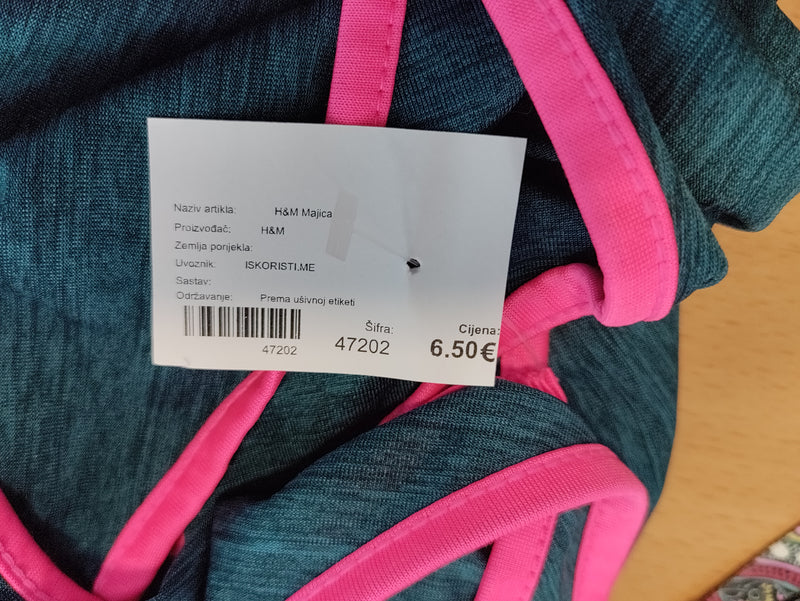 Naziv artikla: H&M Majica
Proizvođač: H&M
Zemlja porijekla:
Uvoznik: ISKORISTI.ME
Sastav:
Održavanje: Prema ušivnoj etiketi
47202
Šifra:
47202
Cijena:
6.50€